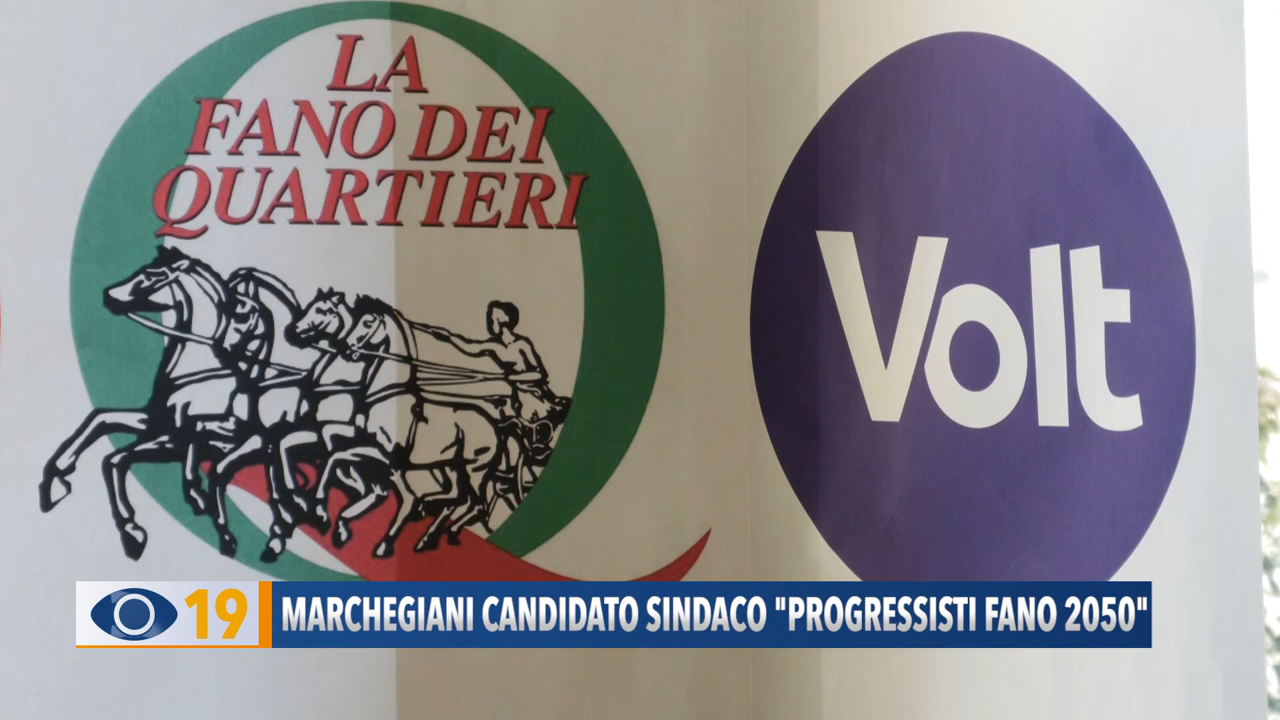 LA
FANO DEI
QUARTIERI
Volt
19
MARCHEGIANI CANDIDATO SINDACO "PROGRESSISTI FANO 2050"